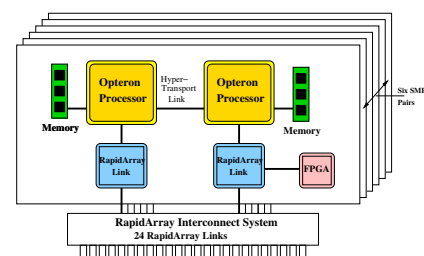 Opteron
Processor
Hyper−
Transport
Link
Opteron
Processor
Memory
Memory
Six SMP
Pairs
RapidArray
Link
RapidArray
Link
FPGA
RapidArray Interconnect System
24 RapidArray Links